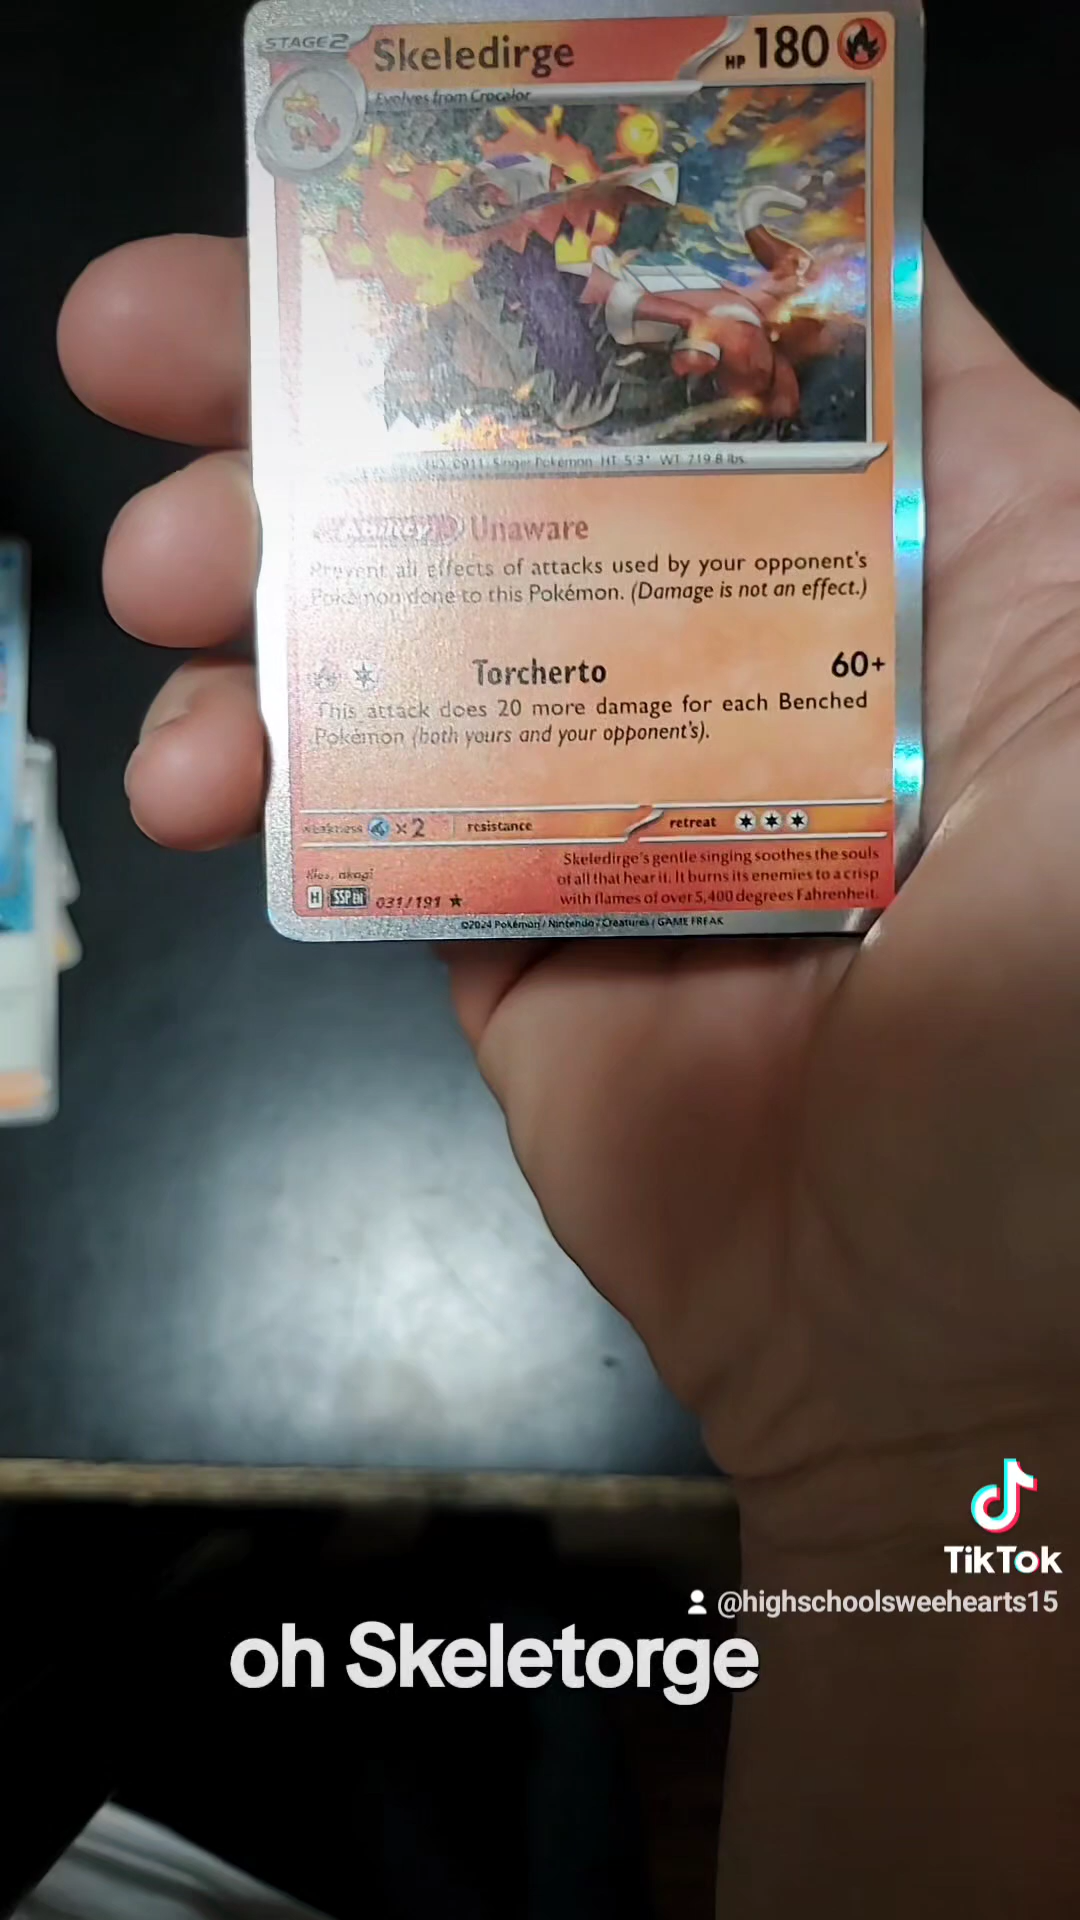 STAGE2 Skeledirge HP 180
Evolves from Crocalor
NO. 0911 Singer Pokémon HT: 5'3" WT: 719.8 lbs.
Ability Unaware
Prevent all effects of attacks used by your opponent's
Pokémon done to this Pokémon. (Damage is not an effect.)
Torcherto 60+
This attack does 20 more damage for each Benched
Pokémon (both yours and your opponent's).
weakness ×2 resistance retreat
Skeledirge's gentle singing soothes the souls
of all that hear it. It burns its enemies to a crisp
with flames of over 5,400 degrees Fahrenheit.
Illus. akagi
H SSP EN 031/191 ★
©2024 Pokémon / Nintendo / Creatures / GAME FREAK
TikTok
@highschoolsweehearts15
oh Skeletorge